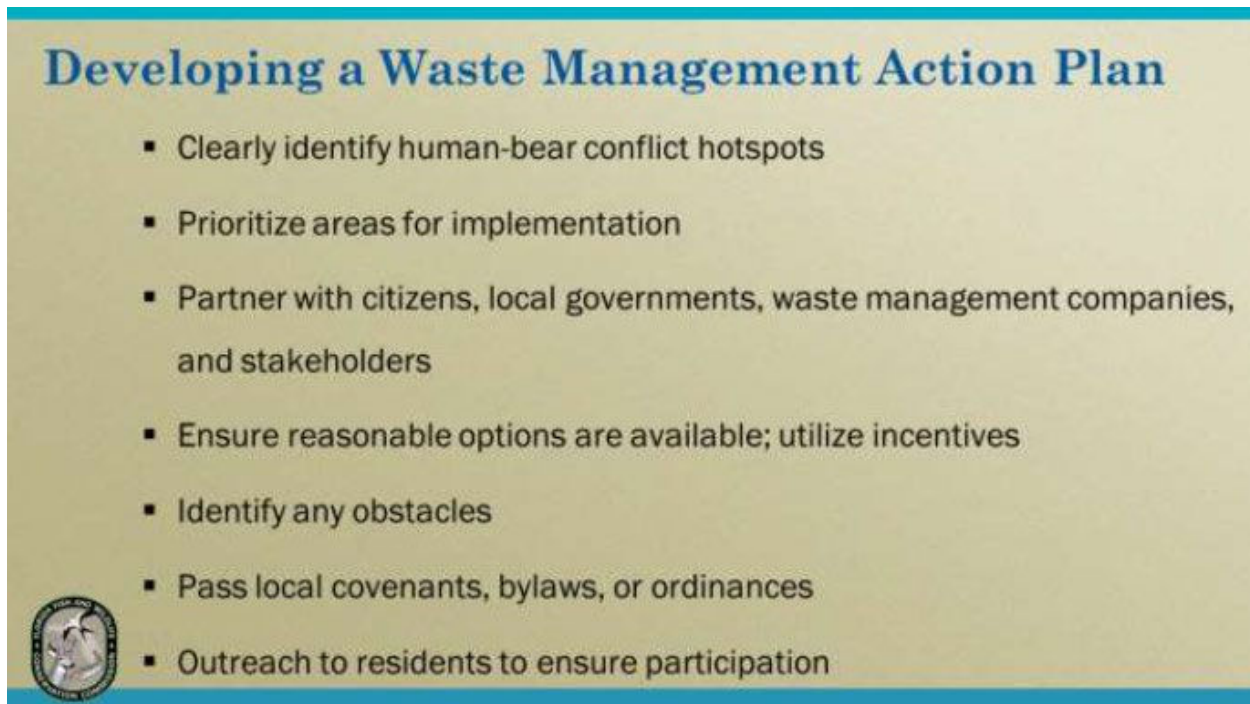 Developing a Waste Management Action Plan
▪ Clearly identify human-bear conflict hotspots
▪ Prioritize areas for implementation
▪ Partner with citizens, local governments, waste management companies,
and stakeholders
▪ Ensure reasonable options are available; utilize incentives
▪ Identify any obstacles
▪ Pass local covenants, bylaws, or ordinances
▪ Outreach to residents to ensure participation